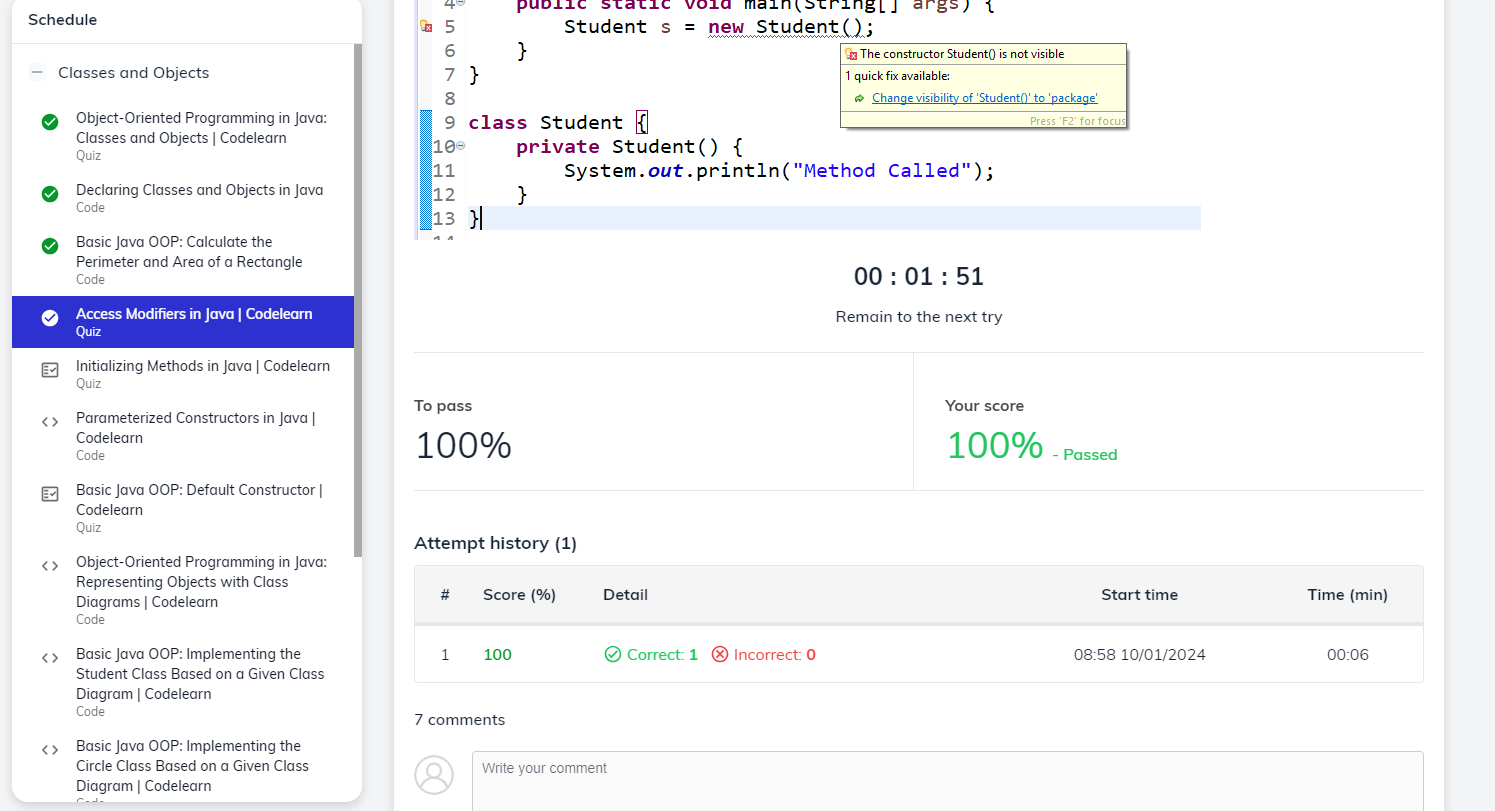 Schedule
Classes and Objects
Object-Oriented Programming in Java:
Classes and Objects | Codelearn
Quiz
Declaring Classes and Objects in Java
Code
Basic Java OOP: Calculate the
Perimeter and Area of a Rectangle
Code
Access Modifiers in Java | Codelearn
Quiz
Initializing Methods in Java | Codelearn
Quiz
Parameterized Constructors in Java |
Codelearn
Code
Basic Java OOP: Default Constructor |
Codelearn
Quiz
Object-Oriented Programming in Java:
Representing Objects with Class
Diagrams | Codelearn
Code
Basic Java OOP: Implementing the
Student Class Based on a Given Class
Diagram | Codelearn
Code
Basic Java OOP: Implementing the
Circle Class Based on a Given Class
Diagram | Codelearn
Code
4 public static void main(String[] args) {
5 Student s = new Student();
6 }
7 }
8
9 class Student {
10 private Student() {
11 System.out.println("Method Called");
12 }
13 }
14
The constructor Student() is not visible
1 quick fix available:
Change visibility of 'Student()' to 'package'
Press 'F2' for focus
00 : 01 : 51
Remain to the next try
To pass
100%
Your score
100% - Passed
Attempt history (1)
# Score (%) Detail Start time Time (min)
1 100 Correct: 1 Incorrect: 0 08:58 10/01/2024 00:06
7 comments
Write your comment